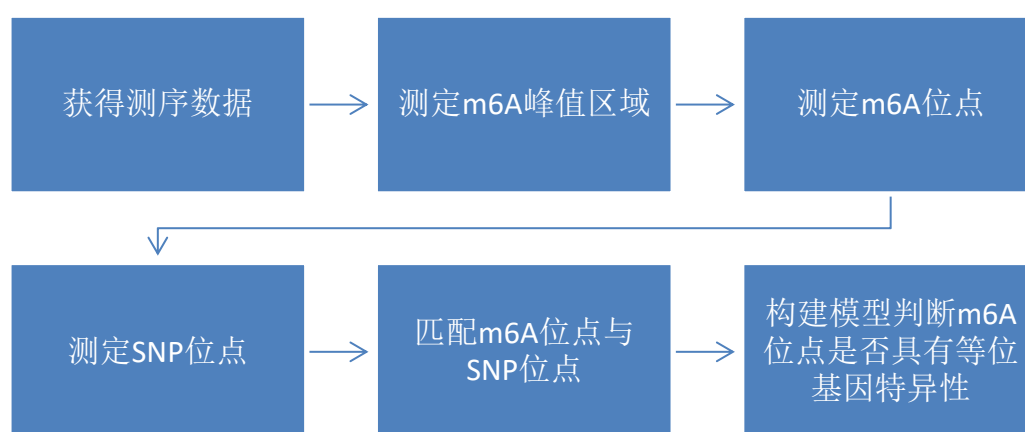 获得测序数据
测定m6A峰值区域
测定m6A位点
测定SNP位点
匹配m6A位点与
SNP位点
构建模型判断m6A
位点是否具有等位
基因特异性